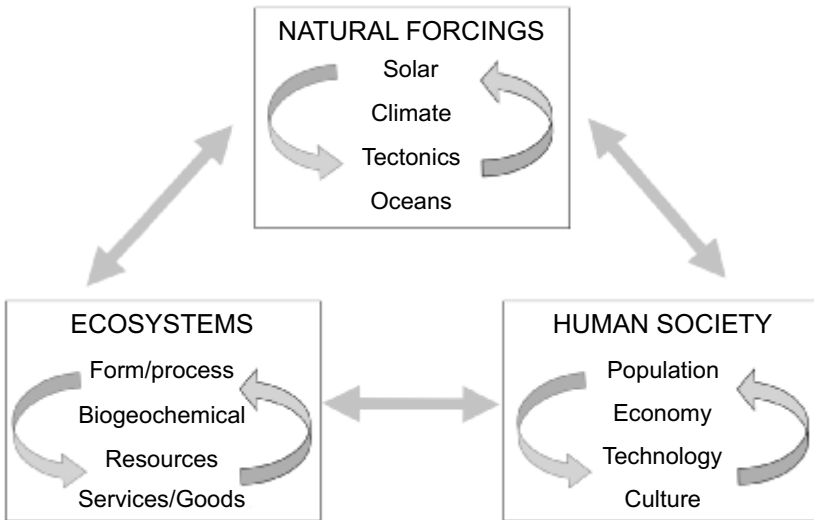 NATURAL FORCINGS
Solar
Climate
Tectonics
Oceans
ECOSYSTEMS
Form/process
Biogeochemical
Resources
Services/Goods
HUMAN SOCIETY
Population
Economy
Technology
Culture